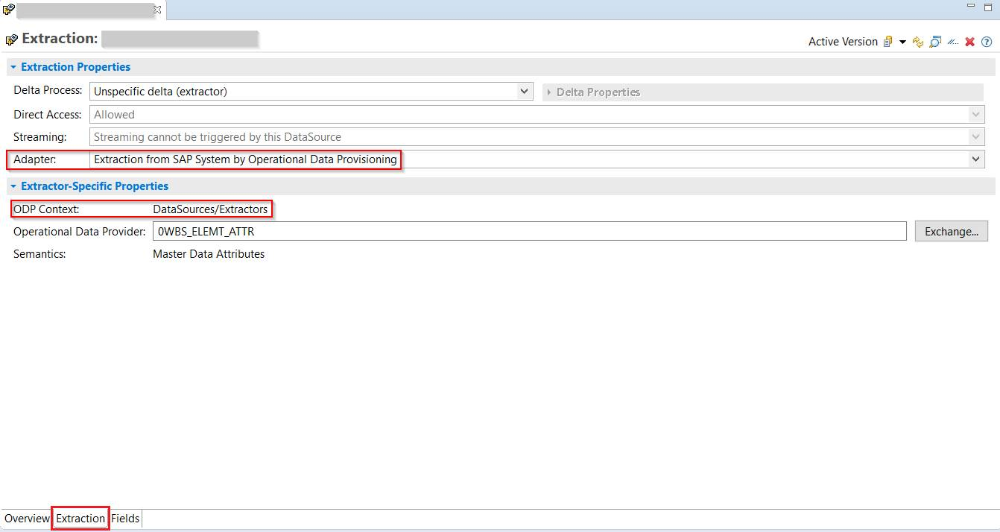 Extraction:
Active Version
Extraction Properties
Delta Process: Unspecific delta (extractor) Delta Properties
Direct Access: Allowed
Streaming: Streaming cannot be triggered by this DataSource
Adapter: Extraction from SAP System by Operational Data Provisioning
Extractor-Specific Properties
ODP Context: DataSources/Extractors
Operational Data Provider: 0WBS_ELEMT_ATTR Exchange...
Semantics: Master Data Attributes
Overview Extraction Fields